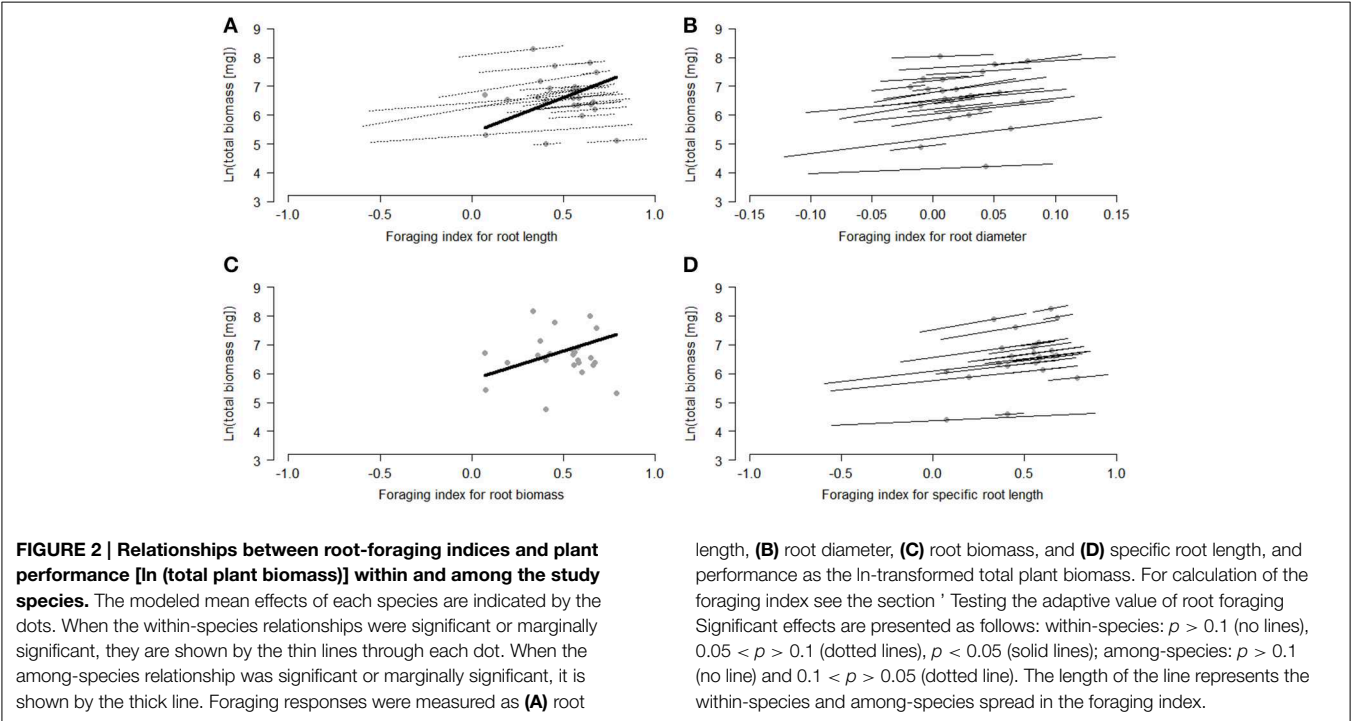 A
Ln(total biomass [mg])
9
8
7
6
5
4
3
-1.0 -0.5 0.0 0.5 1.0
Foraging index for root length
B
Ln(total biomass [mg])
9
8
7
6
5
4
3
-0.15 -0.10 -0.05 0.00 0.05 0.10 0.15
Foraging index for root diameter
C
Ln(total biomass [mg])
9
8
7
6
5
4
3
-1.0 -0.5 0.0 0.5 1.0
Foraging index for root biomass
D
Ln(total biomass [mg])
9
8
7
6
5
4
3
-1.0 -0.5 0.0 0.5 1.0
Foraging index for specific root length
FIGURE 2 | Relationships between root-foraging indices and plant
performance [ln (total plant biomass)] within and among the study
species. The modeled mean effects of each species are indicated by the
dots. When the within-species relationships were significant or marginally
significant, they are shown by the thin lines through each dot. When the
among-species relationship was significant or marginally significant, it is
shown by the thick line. Foraging responses were measured as (A) root
length, (B) root diameter, (C) root biomass, and (D) specific root length, and
performance as the ln-transformed total plant biomass. For calculation of the
foraging index see the section ’ Testing the adaptive value of root foraging
Significant effects are presented as follows: within-species: p > 0.1 (no lines),
0.05 < p > 0.1 (dotted lines), p < 0.05 (solid lines); among-species: p > 0.1
(no line) and 0.1 < p > 0.05 (dotted line). The length of the line represents the
within-species and among-species spread in the foraging index.